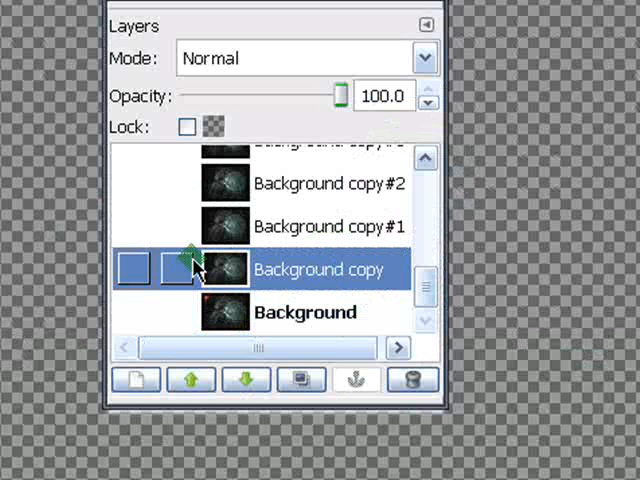 Layers
Mode: Normal
Opacity: 100.0
Lock:
Background copy#2
Background copy#1
Background copy
Background